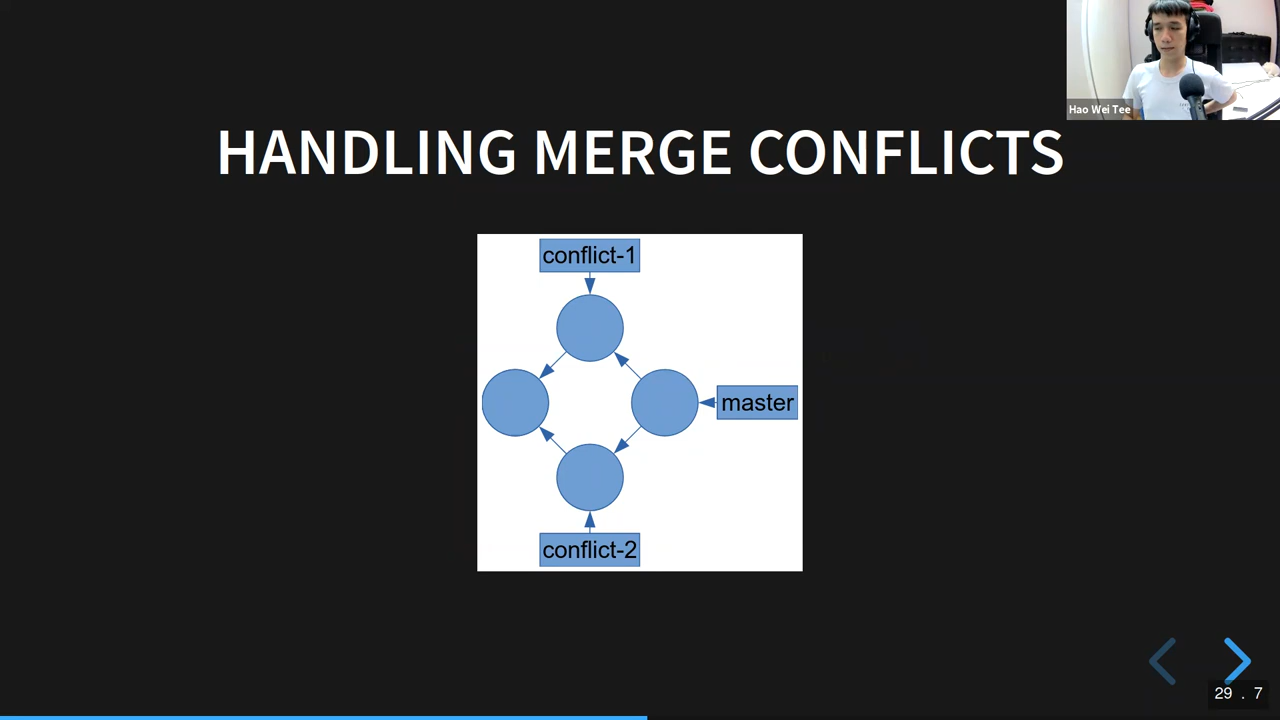 Hao Wei Tee
HANDLING MERGE CONFLICTS
conflict-1
master
conflict-2
29 . 7